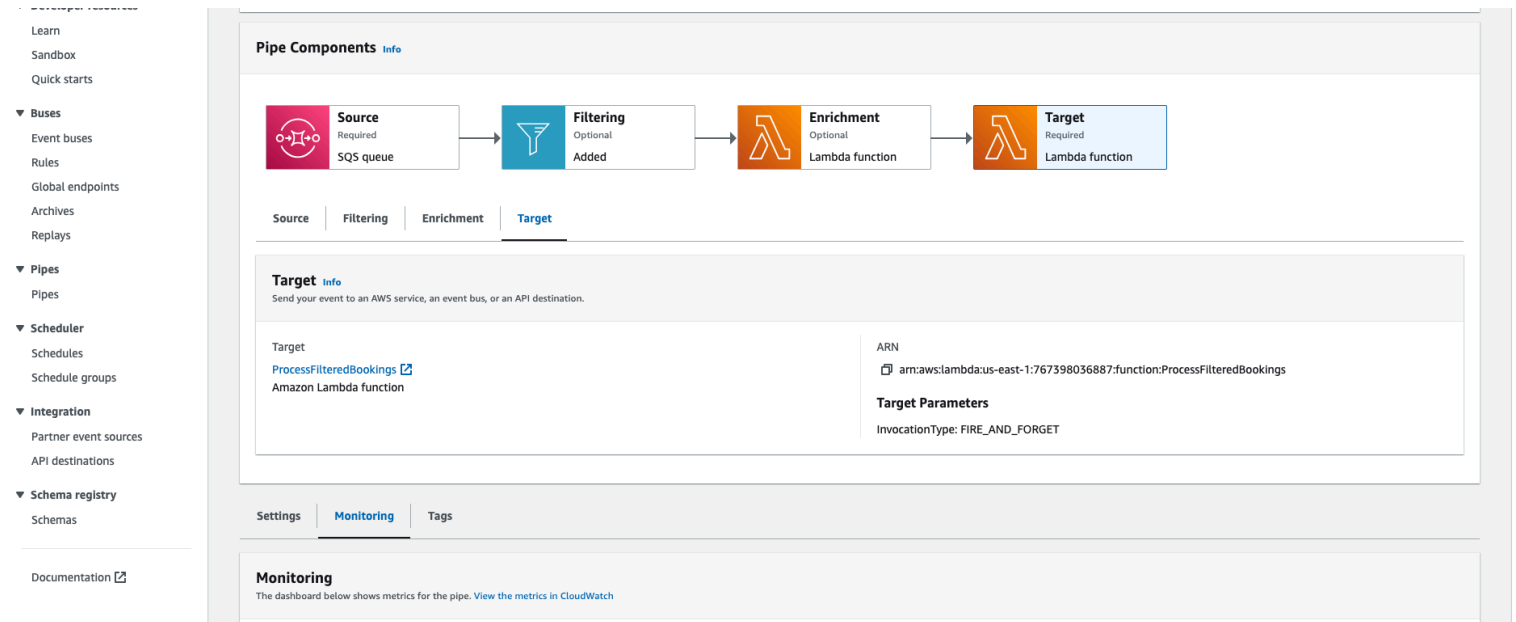 Developer resources
Learn
Sandbox
Quick starts
Buses
Event buses
Rules
Global endpoints
Archives
Replays
Pipes
Pipes
Scheduler
Schedules
Schedule groups
Integration
Partner event sources
API destinations
Schema registry
Schemas
Documentation
Pipe Components Info
Source
Required
SQS queue
Filtering
Optional
Added
Enrichment
Optional
Lambda function
Target
Required
Lambda function
Source Filtering Enrichment Target
Target Info
Send your event to an AWS service, an event bus, or an API destination.
Target
ProcessFilteredBookings
Amazon Lambda function
ARN
arn:aws:lambda:us-east-1:767398036887:function:ProcessFilteredBookings
Target Parameters
InvocationType: FIRE_AND_FORGET
Settings Monitoring Tags
Monitoring
The dashboard below shows metrics for the pipe. View the metrics in CloudWatch